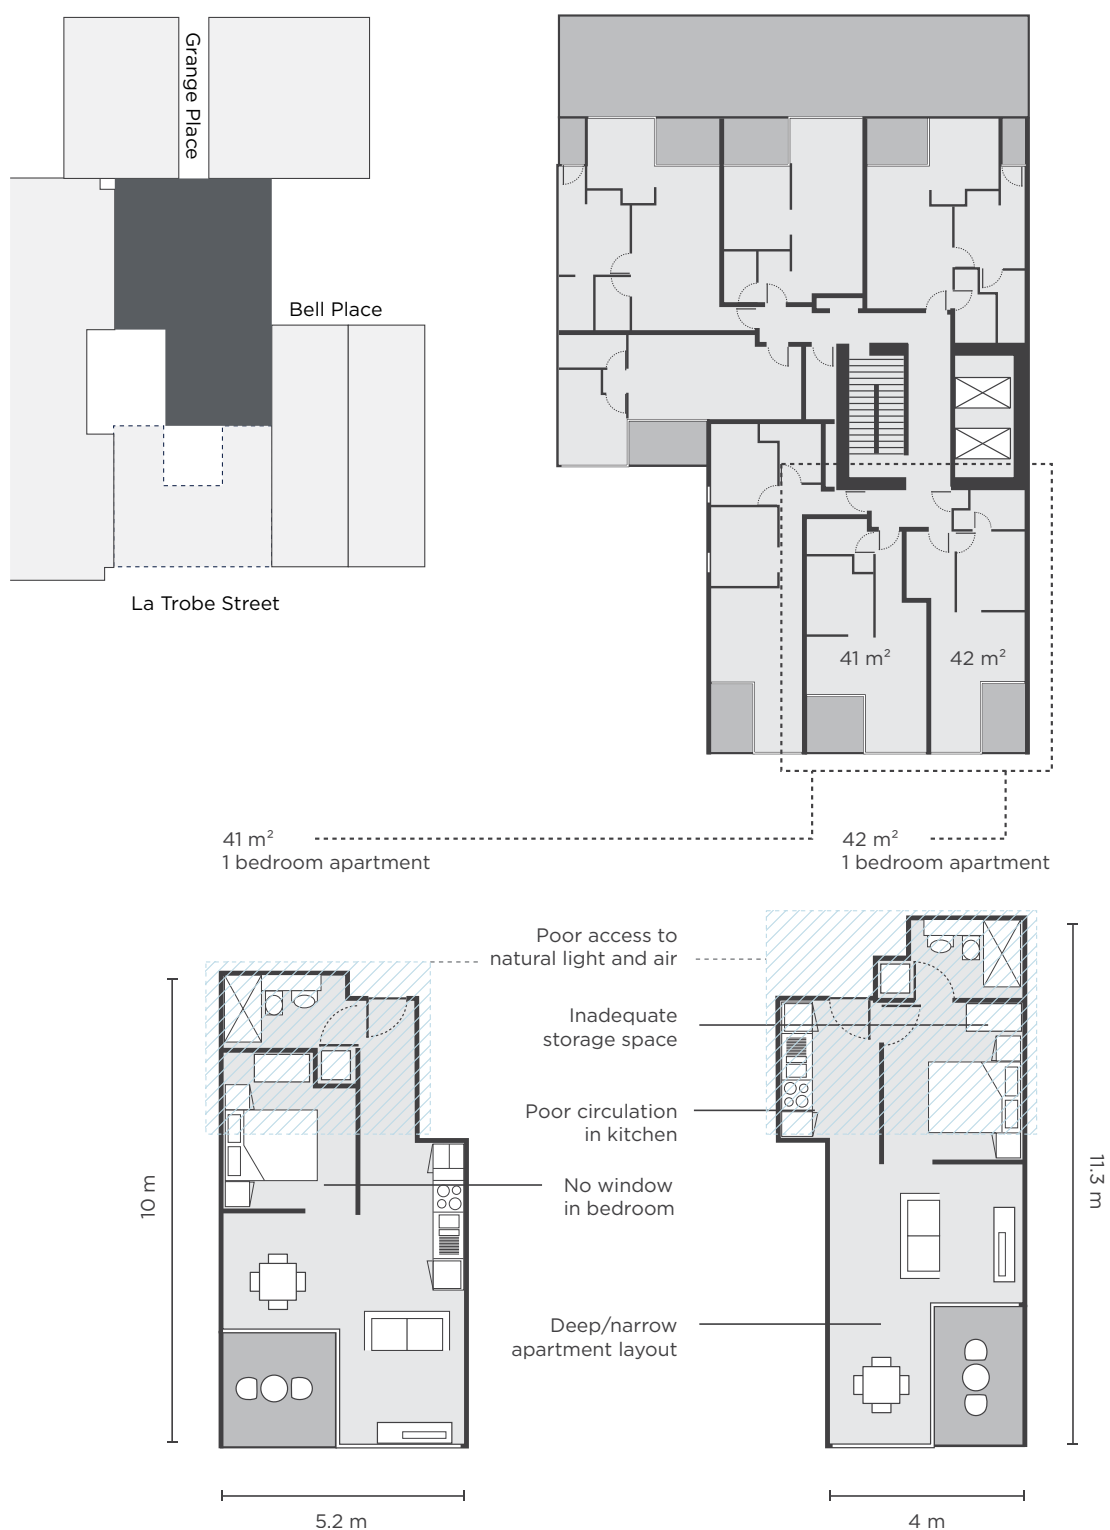 Grange Place
Bell Place
La Trobe Street
41 m²
42 m²
41 m²
1 bedroom apartment
42 m²
1 bedroom apartment
Poor access to
natural light and air
Inadequate
storage space
Poor circulation
in kitchen
No window
in bedroom
Deep/narrow
apartment layout
10 m
11.3 m
5.2 m
4 m